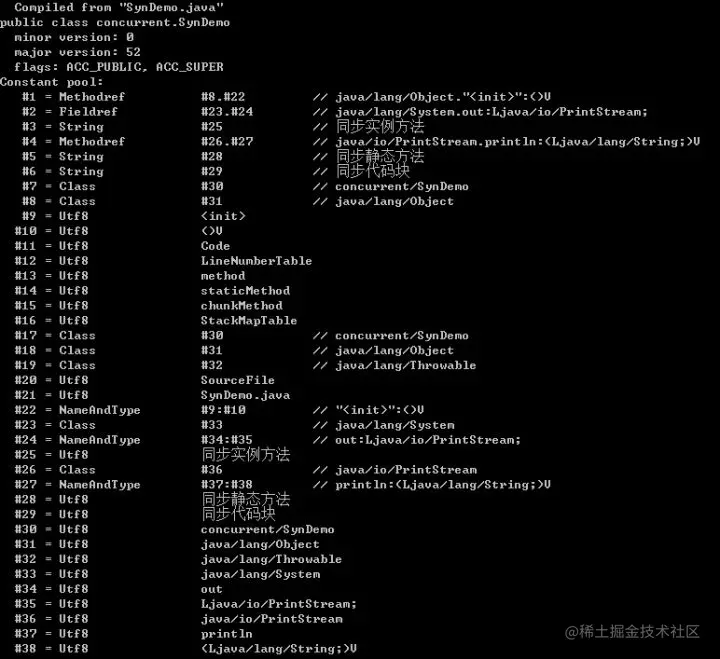 Compiled from "SynDemo.java"
public class concurrent.SynDemo
minor version: 0
major version: 52
flags: ACC_PUBLIC, ACC_SUPER
Constant pool:
#1 = Methodref #8.#22 // java/lang/Object."<init>":()V
#2 = Fieldref #23.#24 // java/lang/System.out:Ljava/io/PrintStream;
#3 = String #25 // 同步实例方法
#4 = Methodref #26.#27 // java/io/PrintStream.println:(Ljava/lang/String;)V
#5 = String #28 // 同步静态方法
#6 = String #29 // 同步代码块
#7 = Class #30 // concurrent/SynDemo
#8 = Class #31 // java/lang/Object
#9 = Utf8 <init>
#10 = Utf8 ()V
#11 = Utf8 Code
#12 = Utf8 LineNumberTable
#13 = Utf8 method
#14 = Utf8 staticMethod
#15 = Utf8 chunkMethod
#16 = Utf8 StackMapTable
#17 = Class #30 // concurrent/SynDemo
#18 = Class #31 // java/lang/Object
#19 = Class #32 // java/lang/Throwable
#20 = Utf8 SourceFile
#21 = Utf8 SynDemo.java
#22 = NameAndType #9:#10 // "<init>":()V
#23 = Class #33 // java/lang/System
#24 = NameAndType #34:#35 // out:Ljava/io/PrintStream;
#25 = Utf8 同步实例方法
#26 = Class #36 // java/io/PrintStream
#27 = NameAndType #37:#38 // println:(Ljava/lang/String;)V
#28 = Utf8 同步静态方法
#29 = Utf8 同步代码块
#30 = Utf8 concurrent/SynDemo
#31 = Utf8 java/lang/Object
#32 = Utf8 java/lang/Throwable
#33 = Utf8 java/lang/System
#34 = Utf8 out
#35 = Utf8 Ljava/io/PrintStream;
#36 = Utf8 java/io/PrintStream
#37 = Utf8 println
#38 = Utf8 (Ljava/lang/String;)V
@稀土掘金技术社区